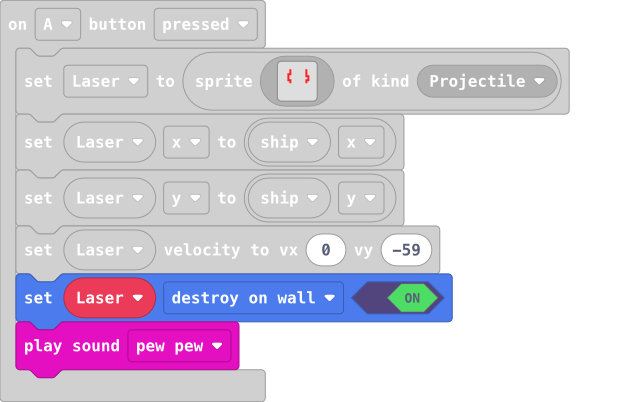 on A button pressed
set Laser to sprite of kind Projectile
set Laser x to ship x
set Laser y to ship y
set Laser velocity to vx 0 vy -59
set Laser destroy on wall ON
play sound pew pew